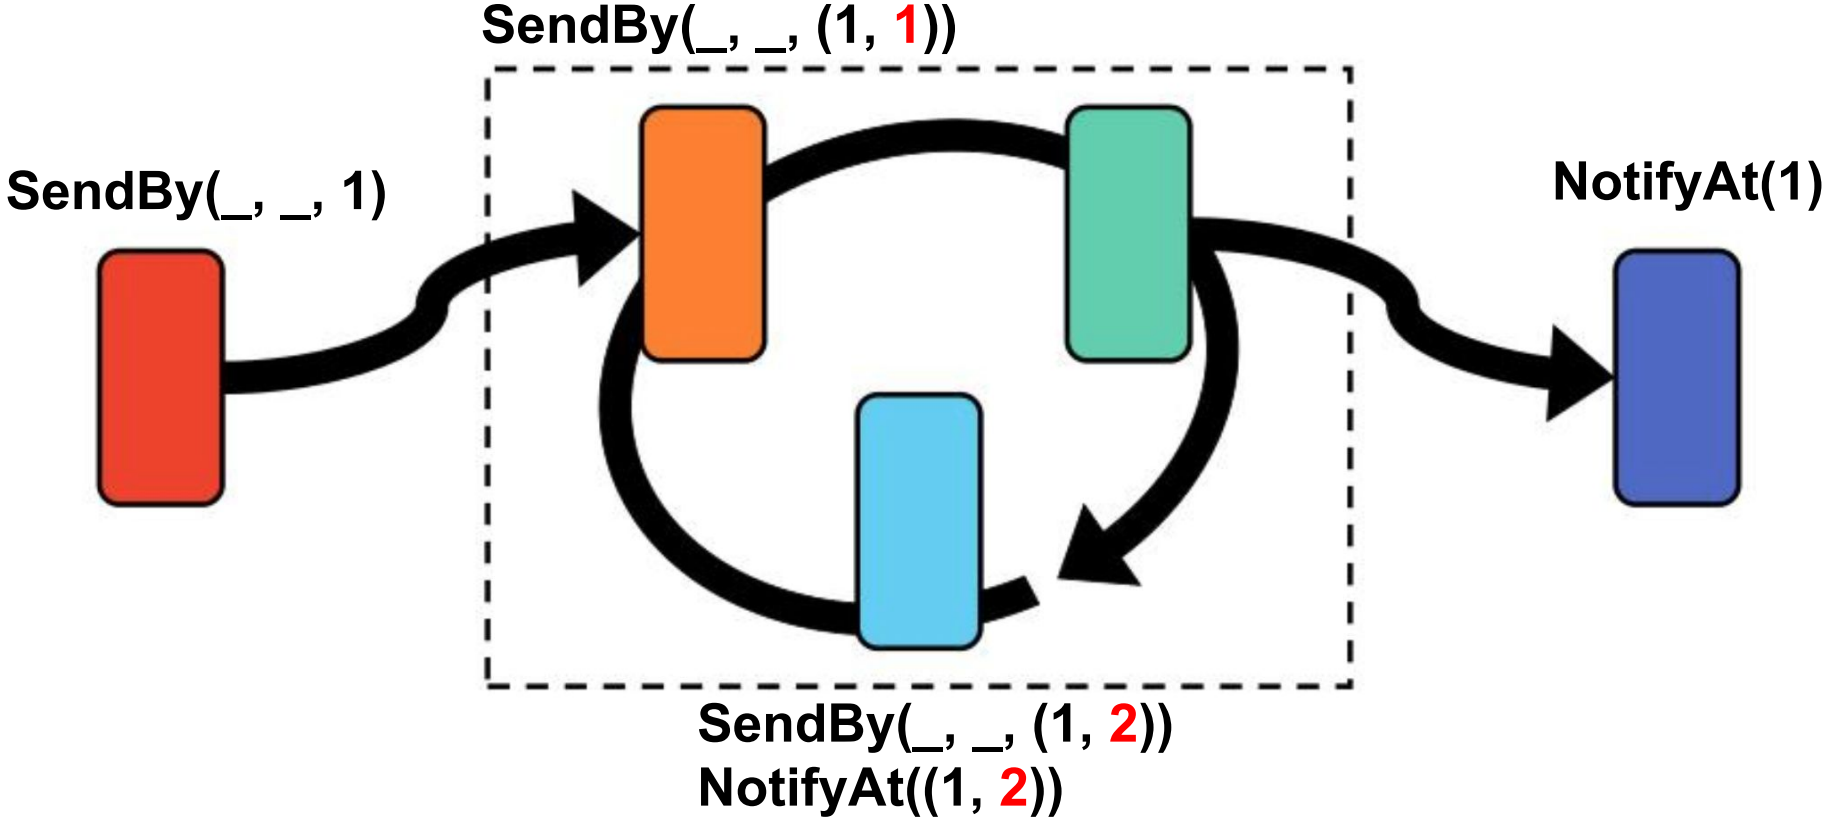 SendBy(_, _, (1, 1))
SendBy(_, _, 1)
NotifyAt(1)
SendBy(_, _, (1, 2))
NotifyAt((1, 2))